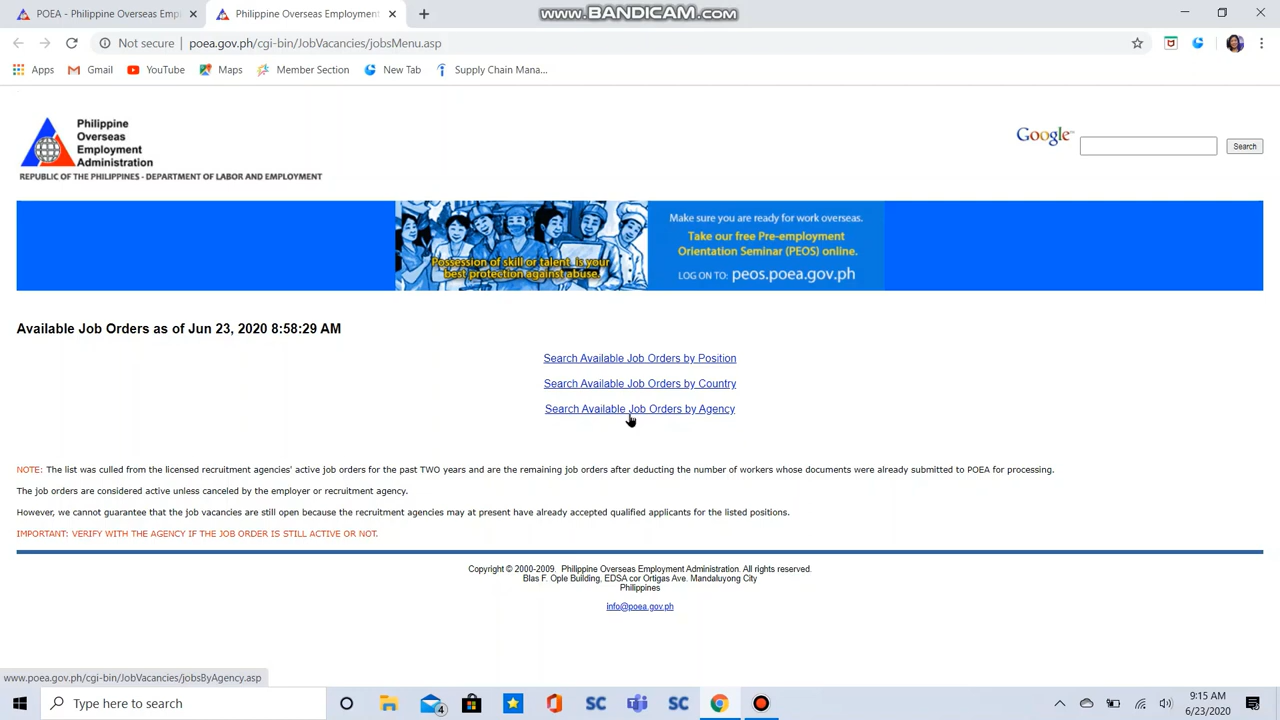 POEA - Philippine Overseas Empl
Philippine Overseas Employment
www.BANDICAM.com
Not secure
poea.gov.ph/cgi-bin/JobVacancies/jobsMenu.asp
Apps
Gmail
YouTube
Maps
Member Section
New Tab
Supply Chain Mana...
Philippine
Overseas
Employment
Administration
REPUBLIC OF THE PHILIPPINES - DEPARTMENT OF LABOR AND EMPLOYMENT
Google™
Search
Possession of skill or talent, is your
best protection against abuse.
Make sure you are ready for work overseas.
Take our free Pre-employment
Orientation Seminar (PEOS) online.
LOG ON TO: peos.poea.gov.ph
Available Job Orders as of Jun 23, 2020 8:58:29 AM
Search Available Job Orders by Position
Search Available Job Orders by Country
Search Available Job Orders by Agency
NOTE: The list was culled from the licensed recruitment agencies' active job orders for the past TWO years and are the remaining job orders after deducting the number of workers whose documents were already submitted to POEA for processing.
The job orders are considered active unless canceled by the employer or recruitment agency.
However, we cannot guarantee that the job vacancies are still open because the recruitment agencies may at present have already accepted qualified applicants for the listed positions.
IMPORTANT: VERIFY WITH THE AGENCY IF THE JOB ORDER IS STILL ACTIVE OR NOT.
Copyright © 2000-2009. Philippine Overseas Employment Administration. All rights reserved.
Blas F. Ople Building, EDSA cor Ortigas Ave. Mandaluyong City
Philippines
info@poea.gov.ph
www.poea.gov.ph/cgi-bin/JobVacancies/jobsByAgency.asp
Type here to search
4
SC
SC
9:15 AM
6/23/2020